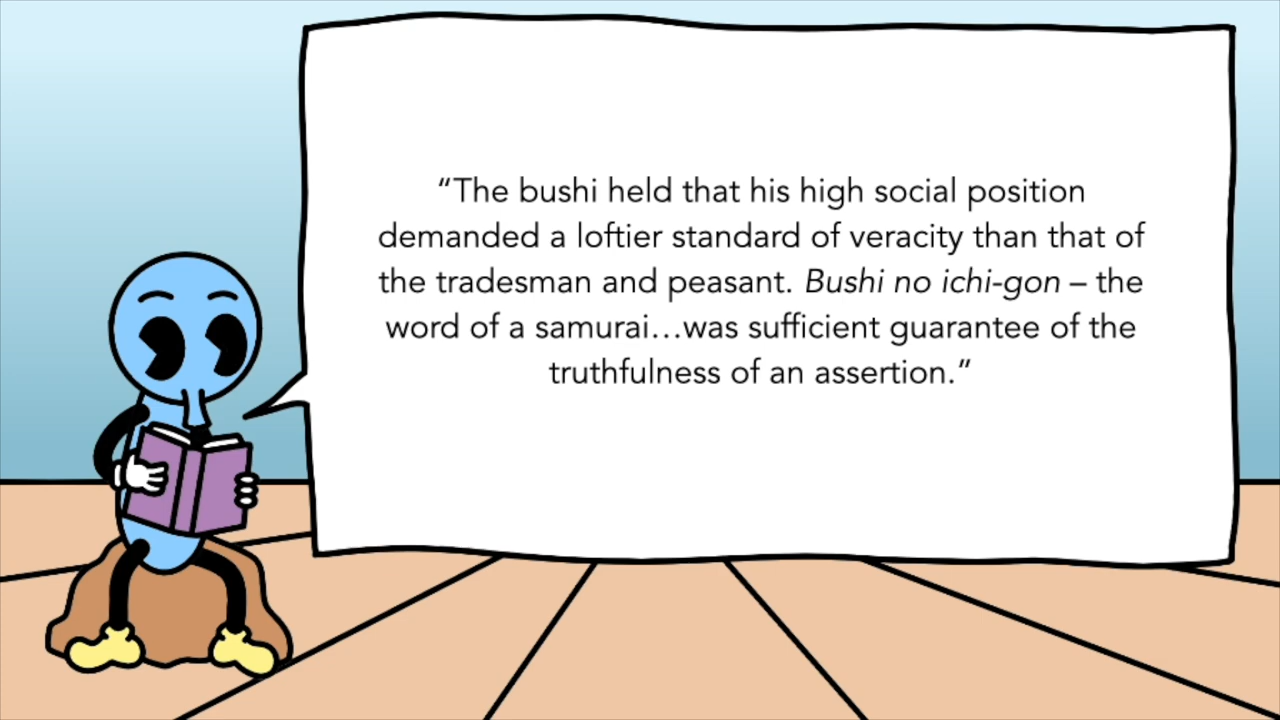 “The bushi held that his high social position
demanded a loftier standard of veracity than that of
the tradesman and peasant. Bushi no ichi-gon – the
word of a samurai…was sufficient guarantee of the
truthfulness of an assertion.”